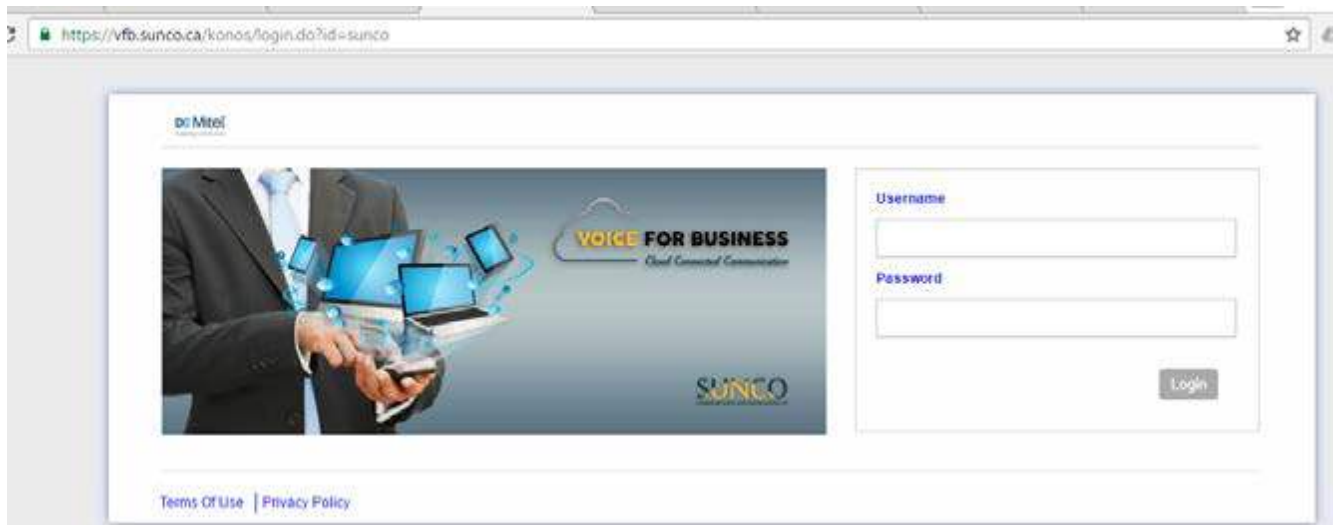 https://vfb.sunco.ca/konos/login.do?id=sunco
Mitel
VOICE FOR BUSINESS
Cloud Connected Communication
SUNCO
Username
Password
Login
Terms Of Use | Privacy Policy